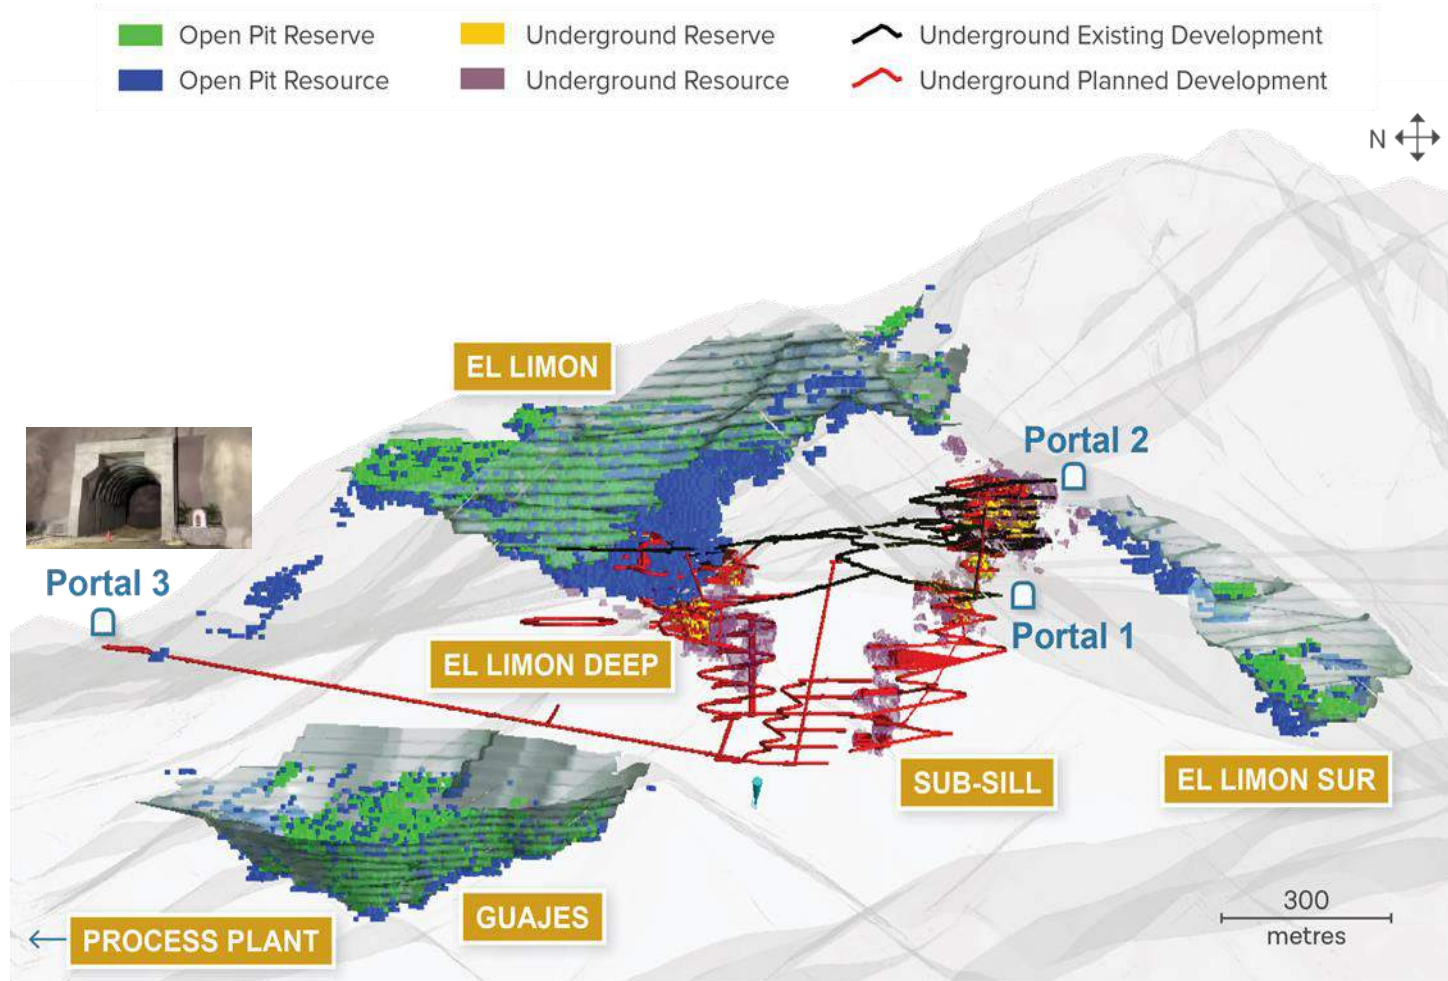 Open Pit Reserve
Underground Reserve
Underground Existing Development
Open Pit Resource
Underground Resource
Underground Planned Development
N
EL LIMON
Portal 2
Portal 3
Portal 1
EL LIMON DEEP
SUB-SILL
EL LIMON SUR
GUAJES
PROCESS PLANT
300
metres